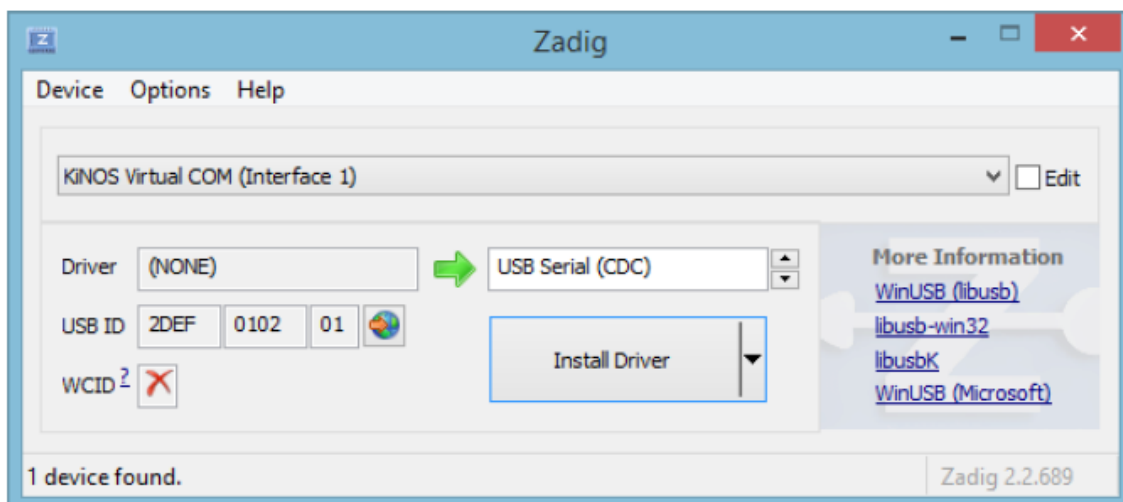 Z
Zadig
Device Options Help
KiNOS Virtual COM (Interface 1)
Edit
Driver (NONE) USB Serial (CDC)
More Information
WinUSB (libusb)
USB ID 2DEF 0102 01
libusb-win32
Install Driver
libusbK
WCID ?
WinUSB (Microsoft)
1 device found.
Zadig 2.2.689